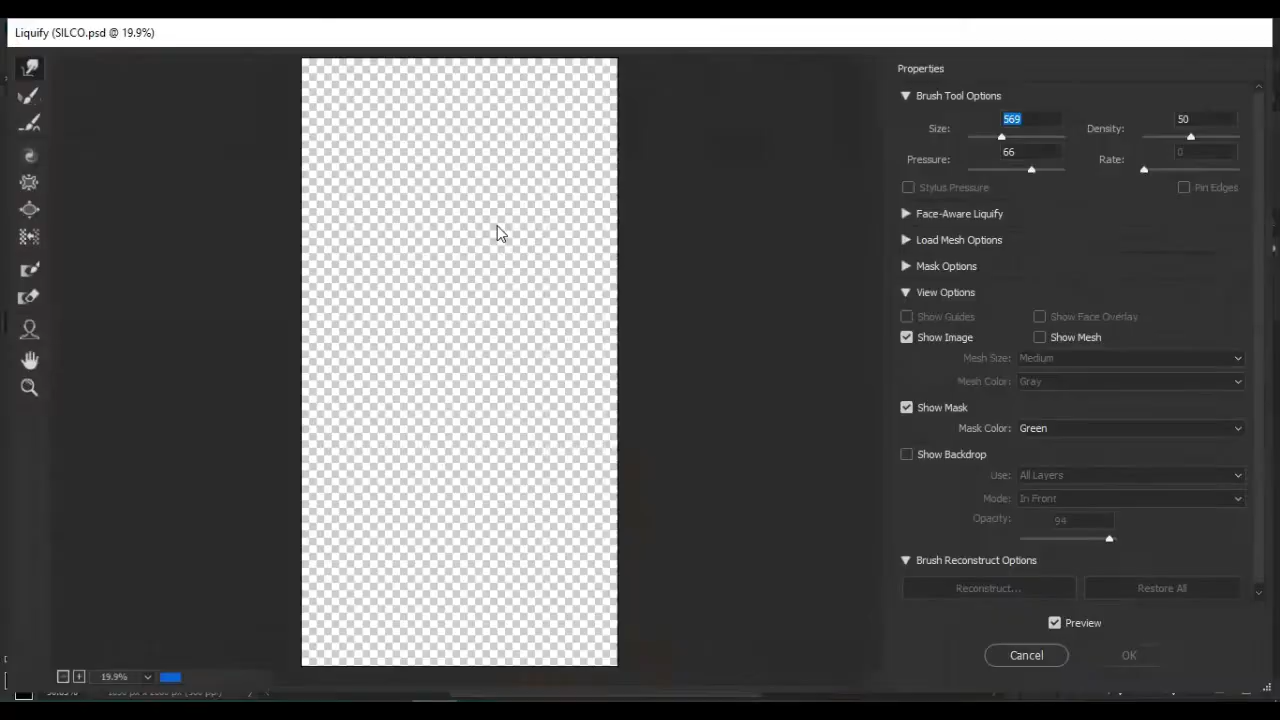 Liquify (SILCO.psd @ 19.9%)
Properties
Brush Tool Options
Size: 569 Density: 50
Pressure: 66 Rate: 0
Stylus Pressure Pin Edges
Face-Aware Liquify
Load Mesh Options
Mask Options
View Options
Show Guides Show Face Overlay
Show Image Show Mesh
Mesh Size: Medium
Mesh Color: Gray
Show Mask
Mask Color: Green
Show Backdrop
Use: All Layers
Mode: In Front
Opacity: 94
Brush Reconstruct Options
Reconstruct... Restore All
Preview
Cancel OK
19.9%